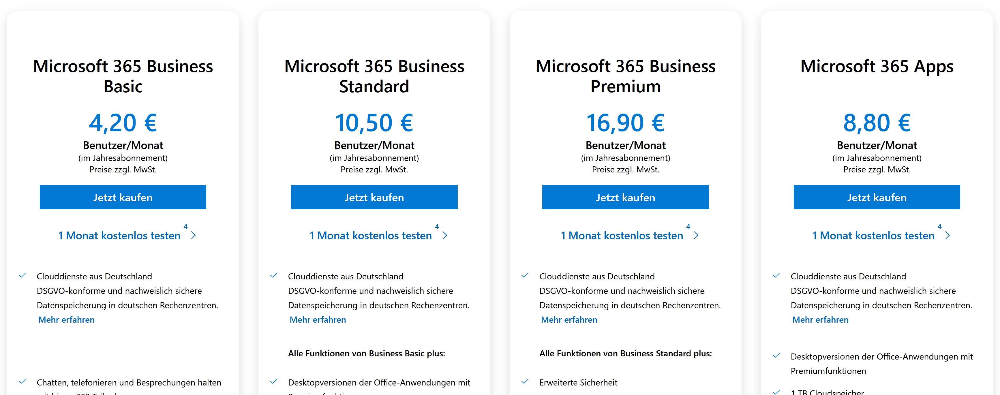 Microsoft 365 Business
Basic
4,20 €
Benutzer/Monat
(im Jahresabonnement)
Preise zzgl. MwSt.
Jetzt kaufen
1 Monat kostenlos testen 4
Clouddienste aus Deutschland
DSGVO-konforme und nachweislich sichere
Datenspeicherung in deutschen Rechenzentren.
Mehr erfahren
Chatten, telefonieren und Besprechungen halten
Microsoft 365 Business
Standard
10,50 €
Benutzer/Monat
(im Jahresabonnement)
Preise zzgl. MwSt.
Jetzt kaufen
1 Monat kostenlos testen 4
Clouddienste aus Deutschland
DSGVO-konforme und nachweislich sichere
Datenspeicherung in deutschen Rechenzentren.
Mehr erfahren
Alle Funktionen von Business Basic plus:
Desktopversionen der Office-Anwendungen mit
Microsoft 365 Business
Premium
16,90 €
Benutzer/Monat
(im Jahresabonnement)
Preise zzgl. MwSt.
Jetzt kaufen
1 Monat kostenlos testen 4
Clouddienste aus Deutschland
DSGVO-konforme und nachweislich sichere
Datenspeicherung in deutschen Rechenzentren.
Mehr erfahren
Alle Funktionen von Business Standard plus:
Erweiterte Sicherheit
Microsoft 365 Apps
8,80 €
Benutzer/Monat
(im Jahresabonnement)
Preise zzgl. MwSt.
Jetzt kaufen
1 Monat kostenlos testen 4
Clouddienste aus Deutschland
DSGVO-konforme und nachweislich sichere
Datenspeicherung in deutschen Rechenzentren.
Mehr erfahren
Desktopversionen der Office-Anwendungen mit
Premiumfunktionen
1 TB Cloudspeicher